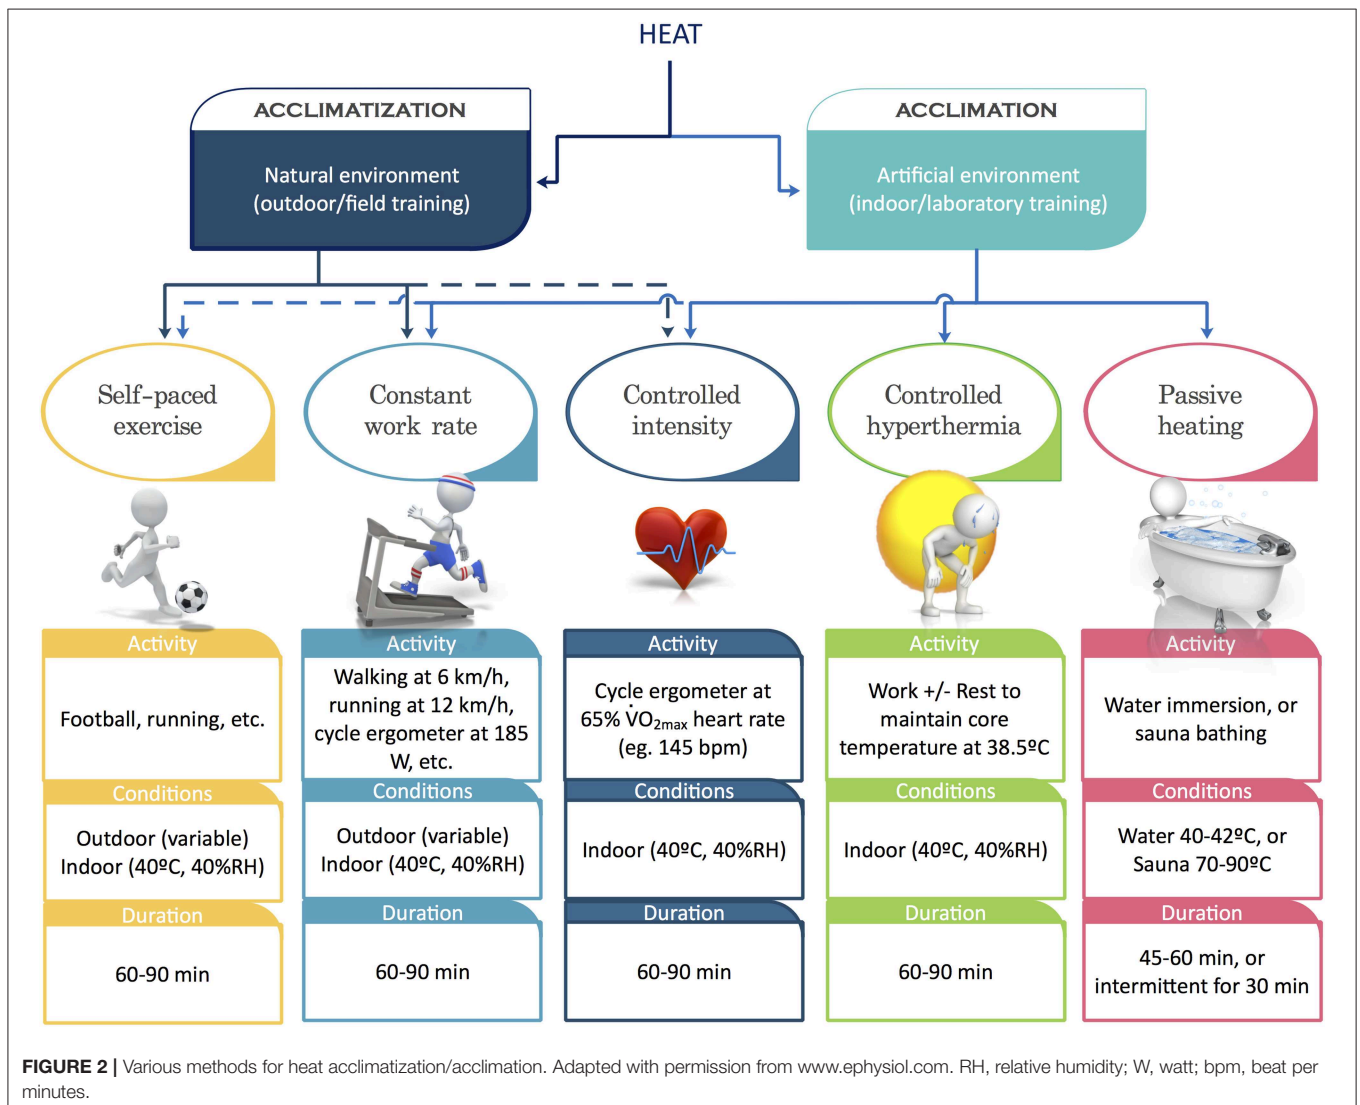 HEAT
ACCLIMATIZATION
Natural environment
(outdoor/field training)
ACCLIMATION
Artificial environment
(indoor/laboratory training)
Self-paced
exercise
Constant
work rate
Controlled
intensity
Controlled
hyperthermia
Passive
heating
Activity
Football, running, etc.
Conditions
Outdoor (variable)
Indoor (40ºC, 40%RH)
Duration
60-90 min
Activity
Walking at 6 km/h,
running at 12 km/h,
cycle ergometer at 185
W, etc.
Conditions
Outdoor (variable)
Indoor (40ºC, 40%RH)
Duration
60-90 min
Activity
Cycle ergometer at
65% V̇O₂max heart rate
(eg. 145 bpm)
Conditions
Indoor (40ºC, 40%RH)
Duration
60-90 min
Activity
Work +/- Rest to
maintain core
temperature at 38.5ºC
Conditions
Indoor (40ºC, 40%RH)
Duration
60-90 min
Activity
Water immersion, or
sauna bathing
Conditions
Water 40-42ºC, or
Sauna 70-90ºC
Duration
45-60 min, or
intermittent for 30 min
FIGURE 2 | Various methods for heat acclimatization/acclimation. Adapted with permission from www.ephysiol.com. RH, relative humidity; W, watt; bpm, beat per
minutes.